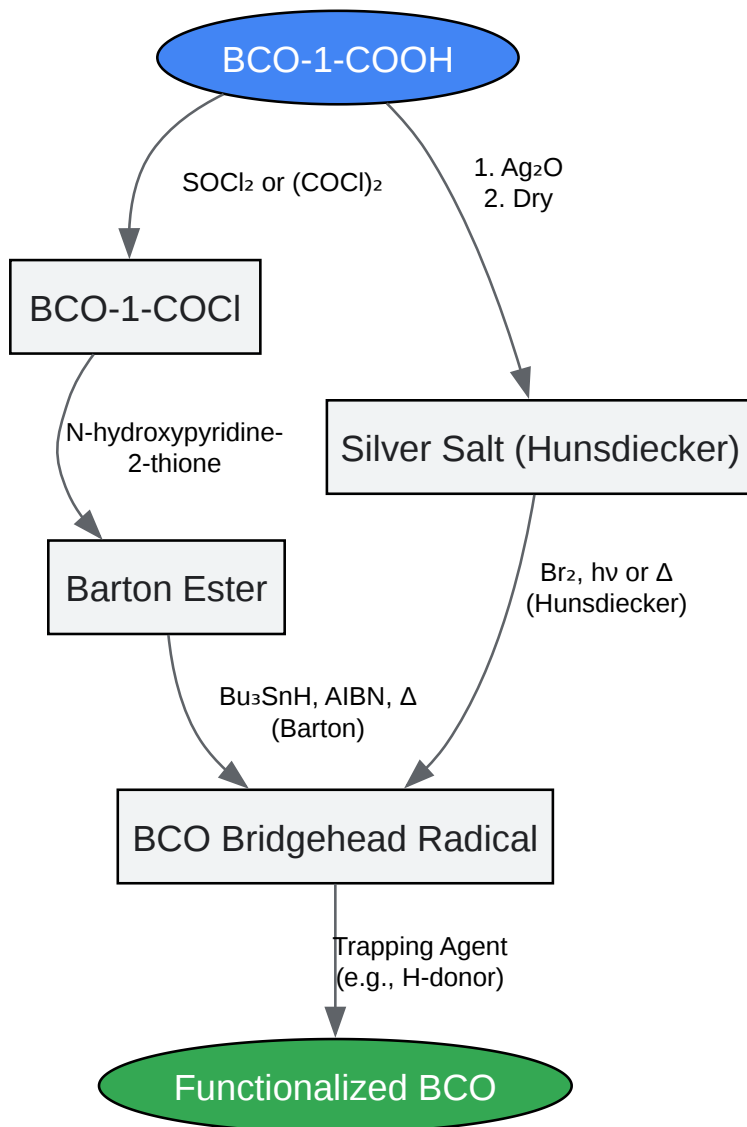 BCO-1-COOH
SOCl₂ or (COCl)₂
1. Ag₂O
2. Dry
BCO-1-COCl
N-hydroxypyridine-
2-thione
Silver Salt (Hunsdiecker)
Barton Ester
Br₂, hν or Δ
(Hunsdiecker)
Bu₃SnH, AIBN, Δ
(Barton)
BCO Bridgehead Radical
Trapping Agent
(e.g., H-donor)
Functionalized BCO